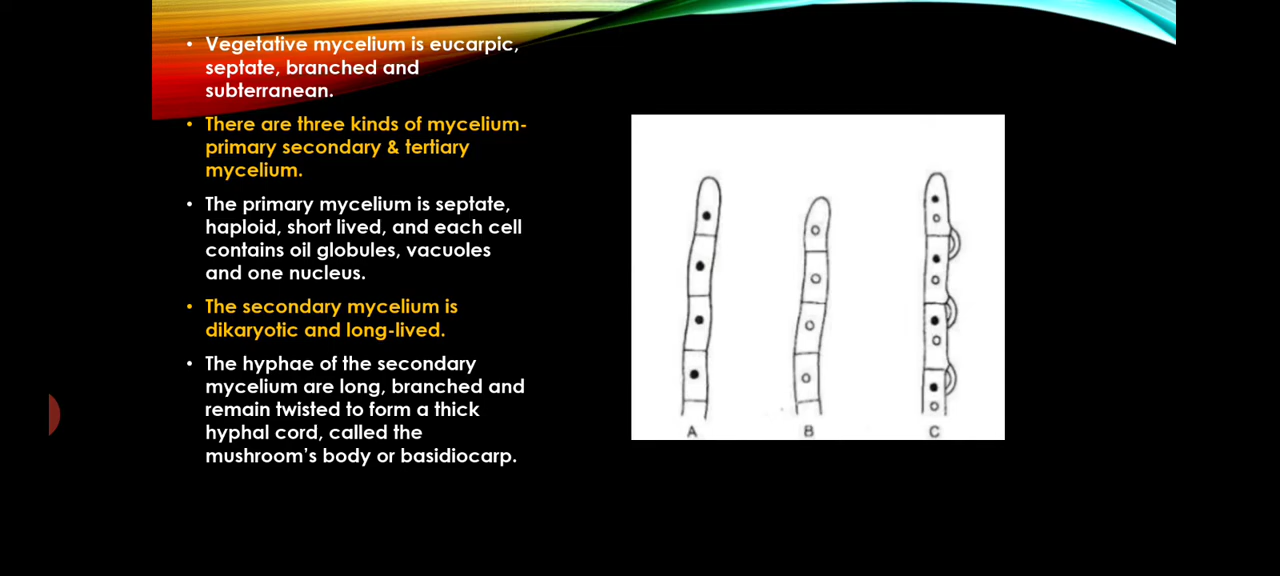 • Vegetative mycelium is eucarpic,
septate, branched and
subterranean.
• There are three kinds of mycelium-
primary secondary & tertiary
mycelium.
• The primary mycelium is septate,
haploid, short lived, and each cell
contains oil globules, vacuoles
and one nucleus.
• The secondary mycelium is
dikaryotic and long-lived.
• The hyphae of the secondary
mycelium are long, branched and
remain twisted to form a thick
hyphal cord, called the
mushroom's body or basidiocarp.
A B C